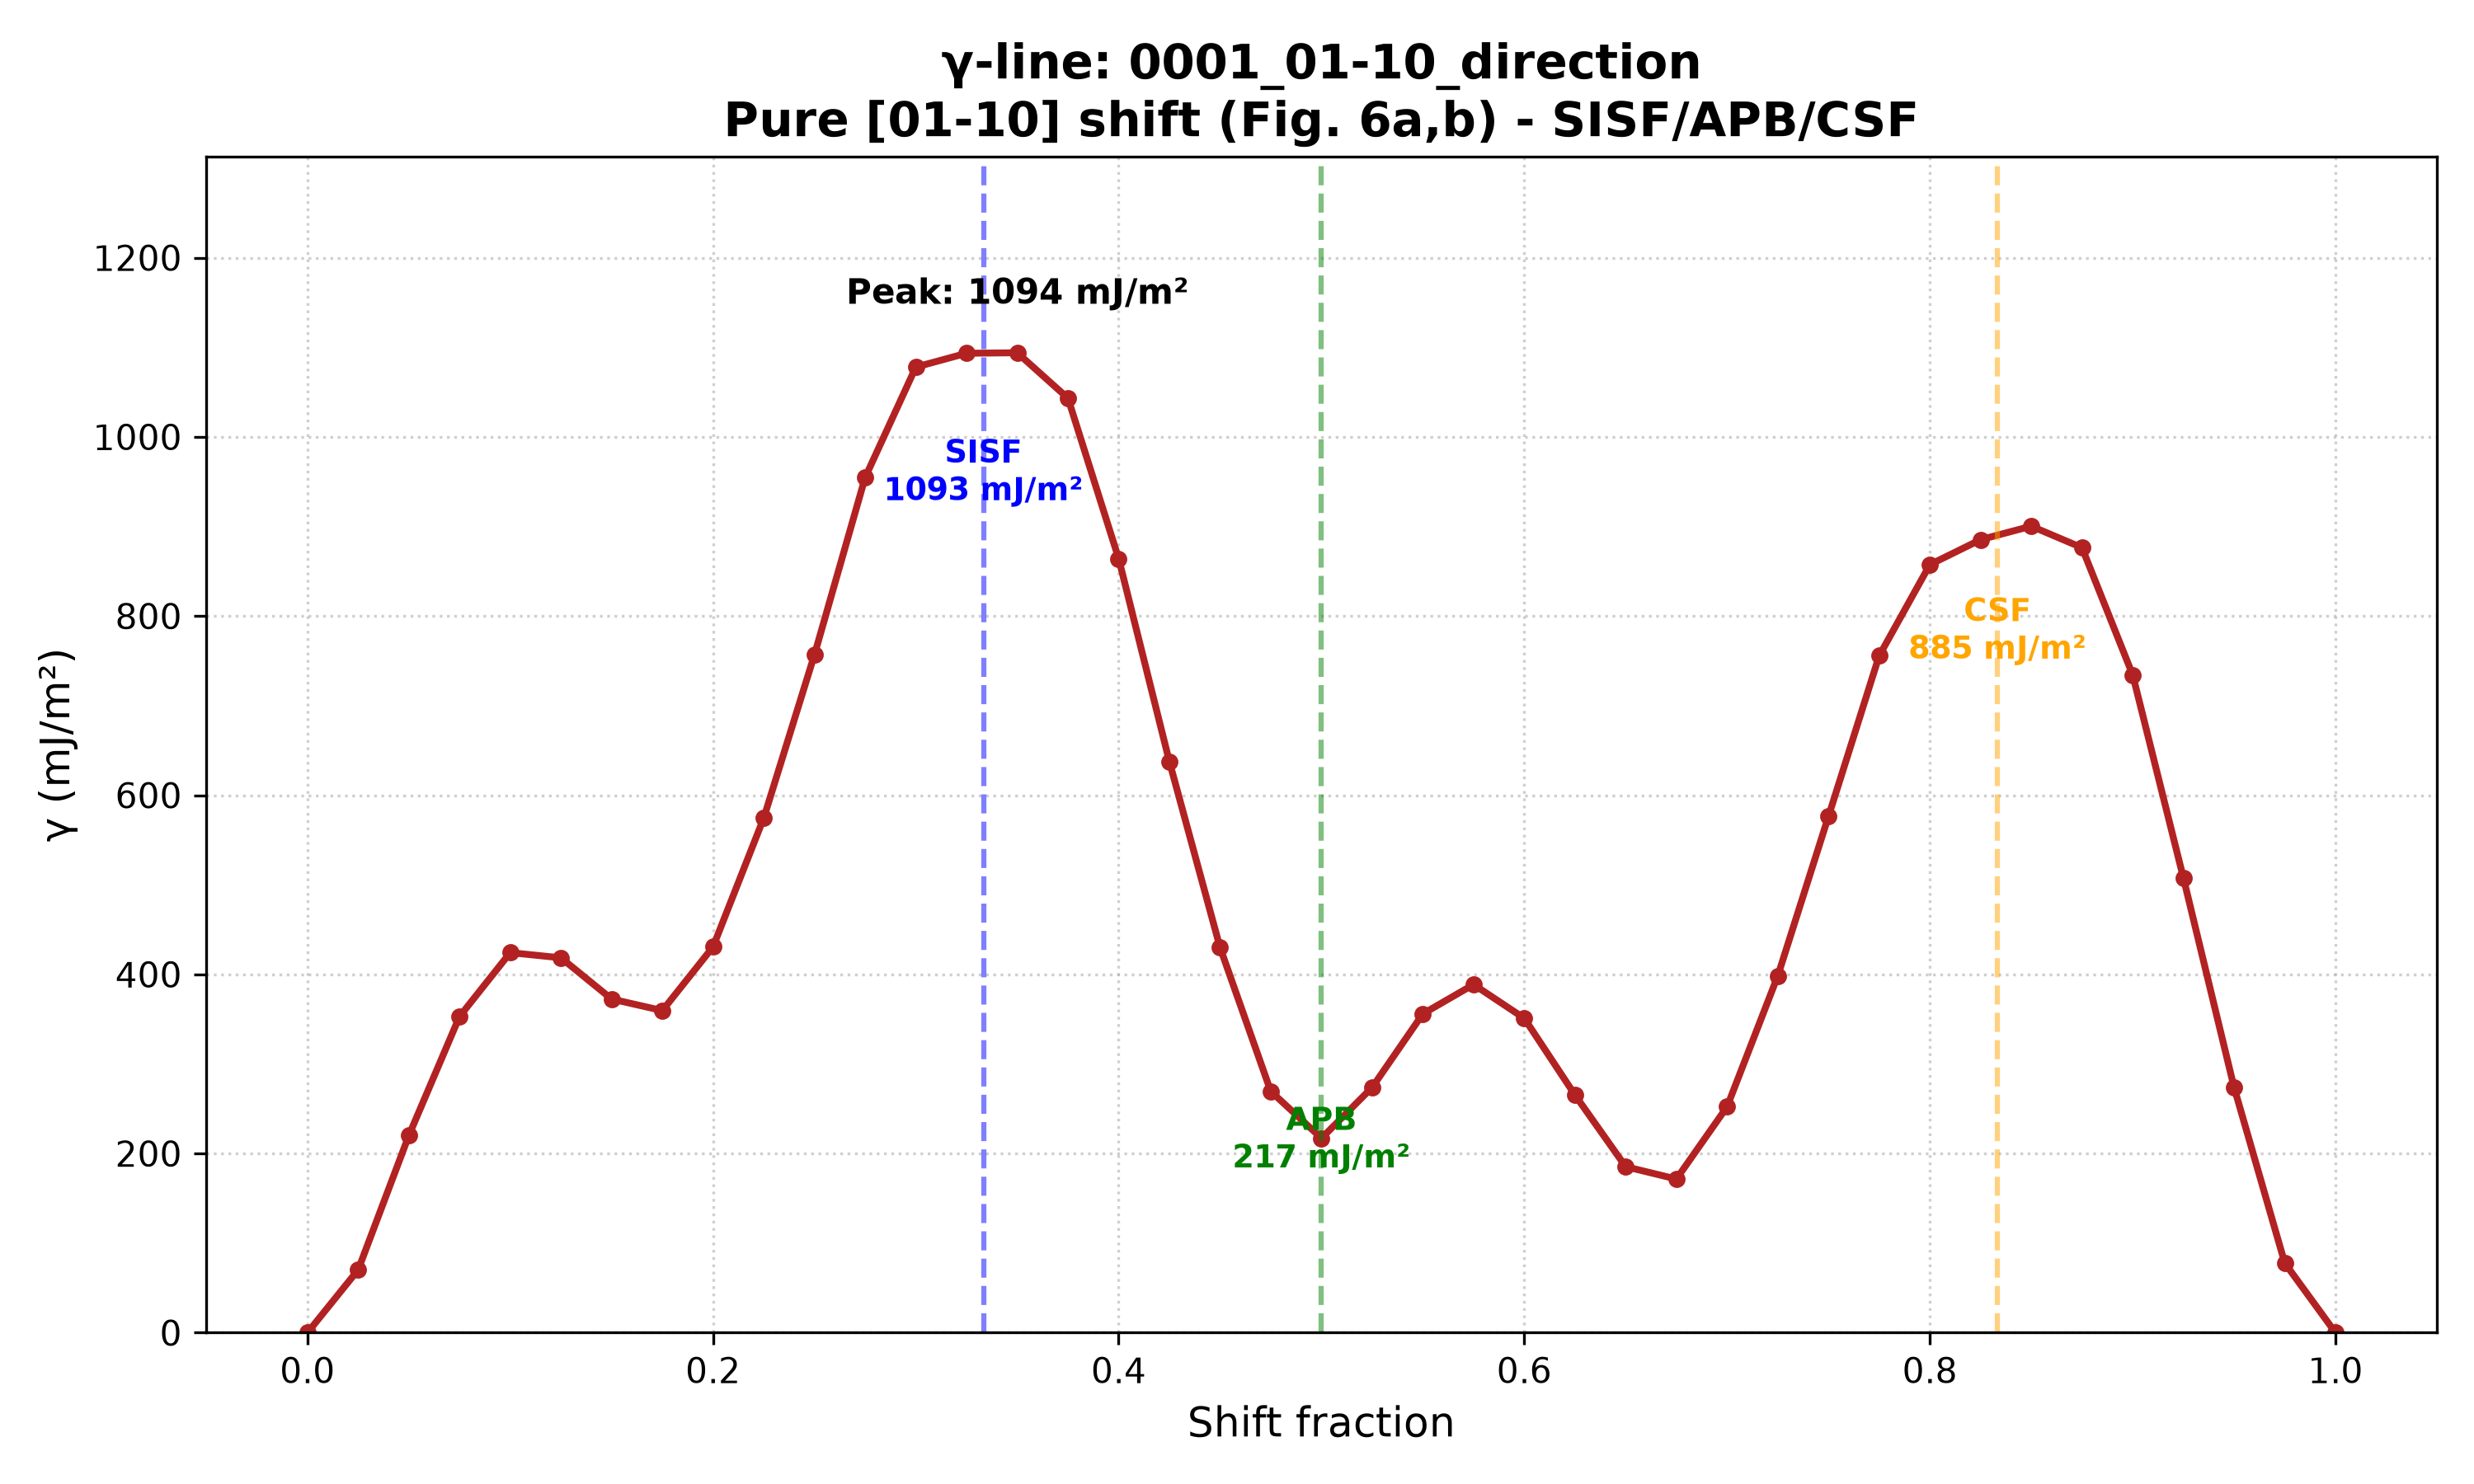 γ-line: 0001_01-10_direction
Pure [01-10] shift (Fig. 6a,b) - SISF/APB/CSF
γ (mJ/m²)
1200
1000
800
600
400
200
0
Peak: 1094 mJ/m²
SISF
1093 mJ/m²
CSF
885 mJ/m²
APB
217 mJ/m²
0.0 0.2 0.4 0.6 0.8 1.0
Shift fraction